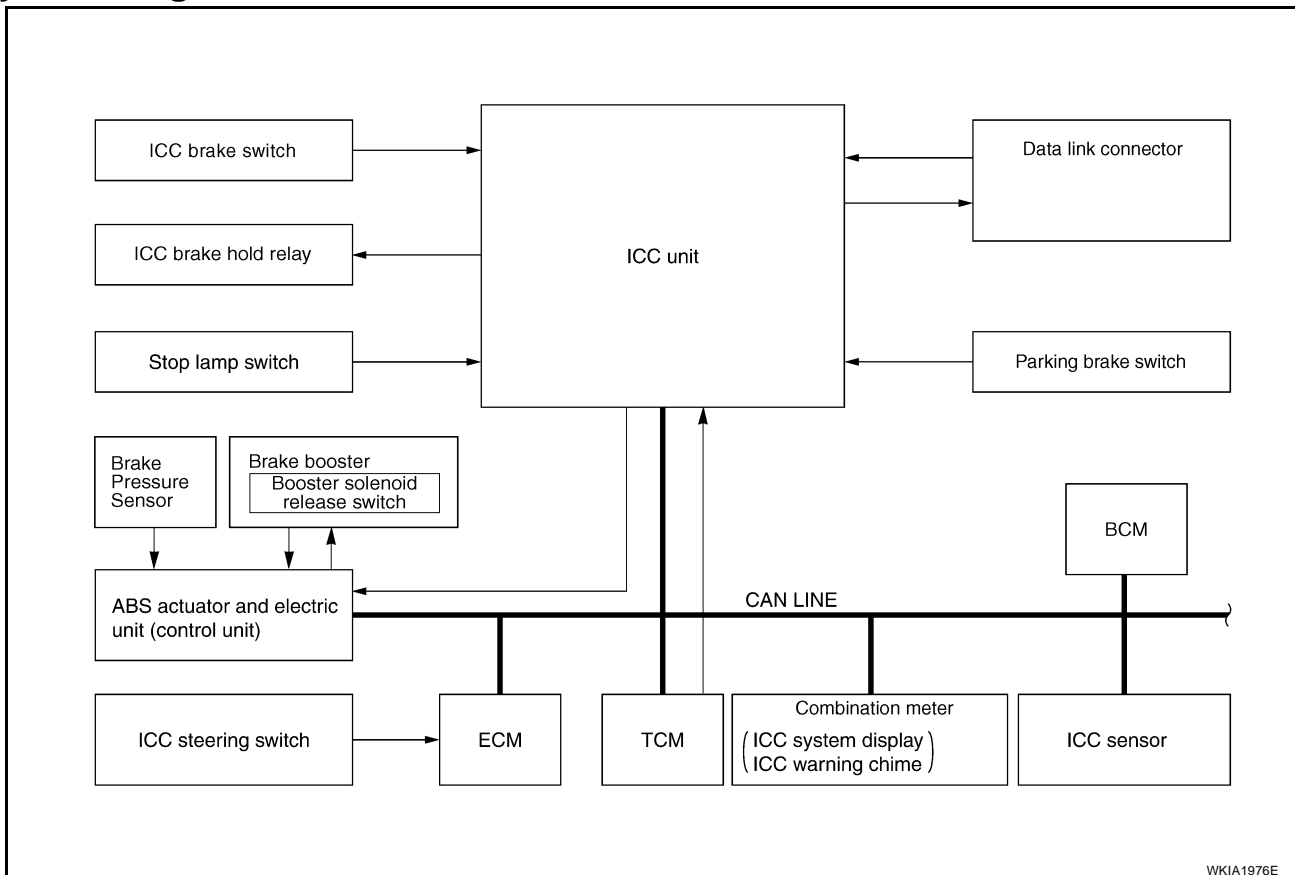 ICC brake switch
ICC unit
Data link connector
ICC brake hold relay
Stop lamp switch
Parking brake switch
Brake
Pressure
Sensor
Brake booster
Booster solenoid
release switch
BCM
ABS actuator and electric
unit (control unit)
CAN LINE
ICC steering switch
ECM
TCM
Combination meter
(ICC system display
ICC warning chime)
ICC sensor
WKIA1976E